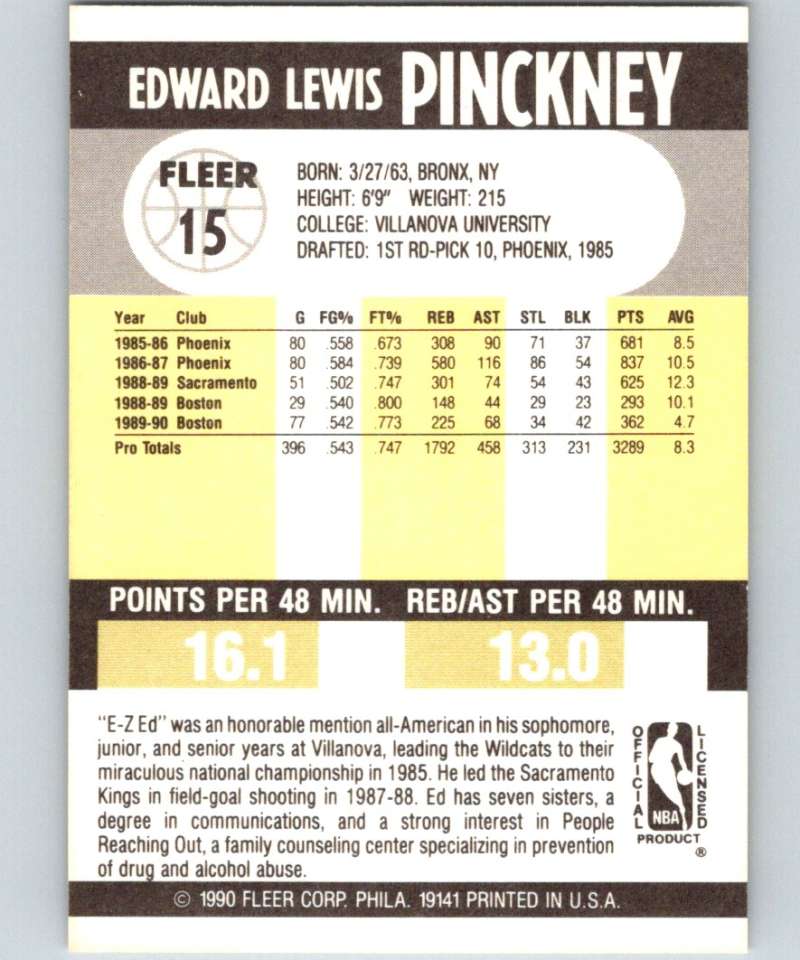 EDWARD LEWIS PINCKNEY
FLEER
15
BORN: 3/27/63, BRONX, NY
HEIGHT: 6'9" WEIGHT: 215
COLLEGE: VILLANOVA UNIVERSITY
DRAFTED: 1ST RD-PICK 10, PHOENIX, 1985
Year Club G FG% FT% REB AST STL BLK PTS AVG
1985-86 Phoenix 80 .558 .673 308 90 71 37 681 8.5
1986-87 Phoenix 80 .584 .739 580 116 86 54 837 10.5
1988-89 Sacramento 51 .502 .747 301 74 54 43 625 12.3
1988-89 Boston 29 .540 .800 148 44 29 23 293 10.1
1989-90 Boston 77 .542 .773 225 68 34 42 362 4.7
Pro Totals 396 .543 .747 1792 458 313 231 3289 8.3
POINTS PER 48 MIN. REB/AST PER 48 MIN.
16.1 13.0
"E-Z Ed" was an honorable mention all-American in his sophomore,
junior, and senior years at Villanova, leading the Wildcats to their
miraculous national championship in 1985. He led the Sacramento
Kings in field-goal shooting in 1987-88. Ed has seven sisters, a
degree in communications, and a strong interest in People
Reaching Out, a family counseling center specializing in prevention
of drug and alcohol abuse.
OFFICIAL
LICENSED
NBA
PRODUCT
®
© 1990 FLEER CORP. PHILA. 19141 PRINTED IN U.S.A.